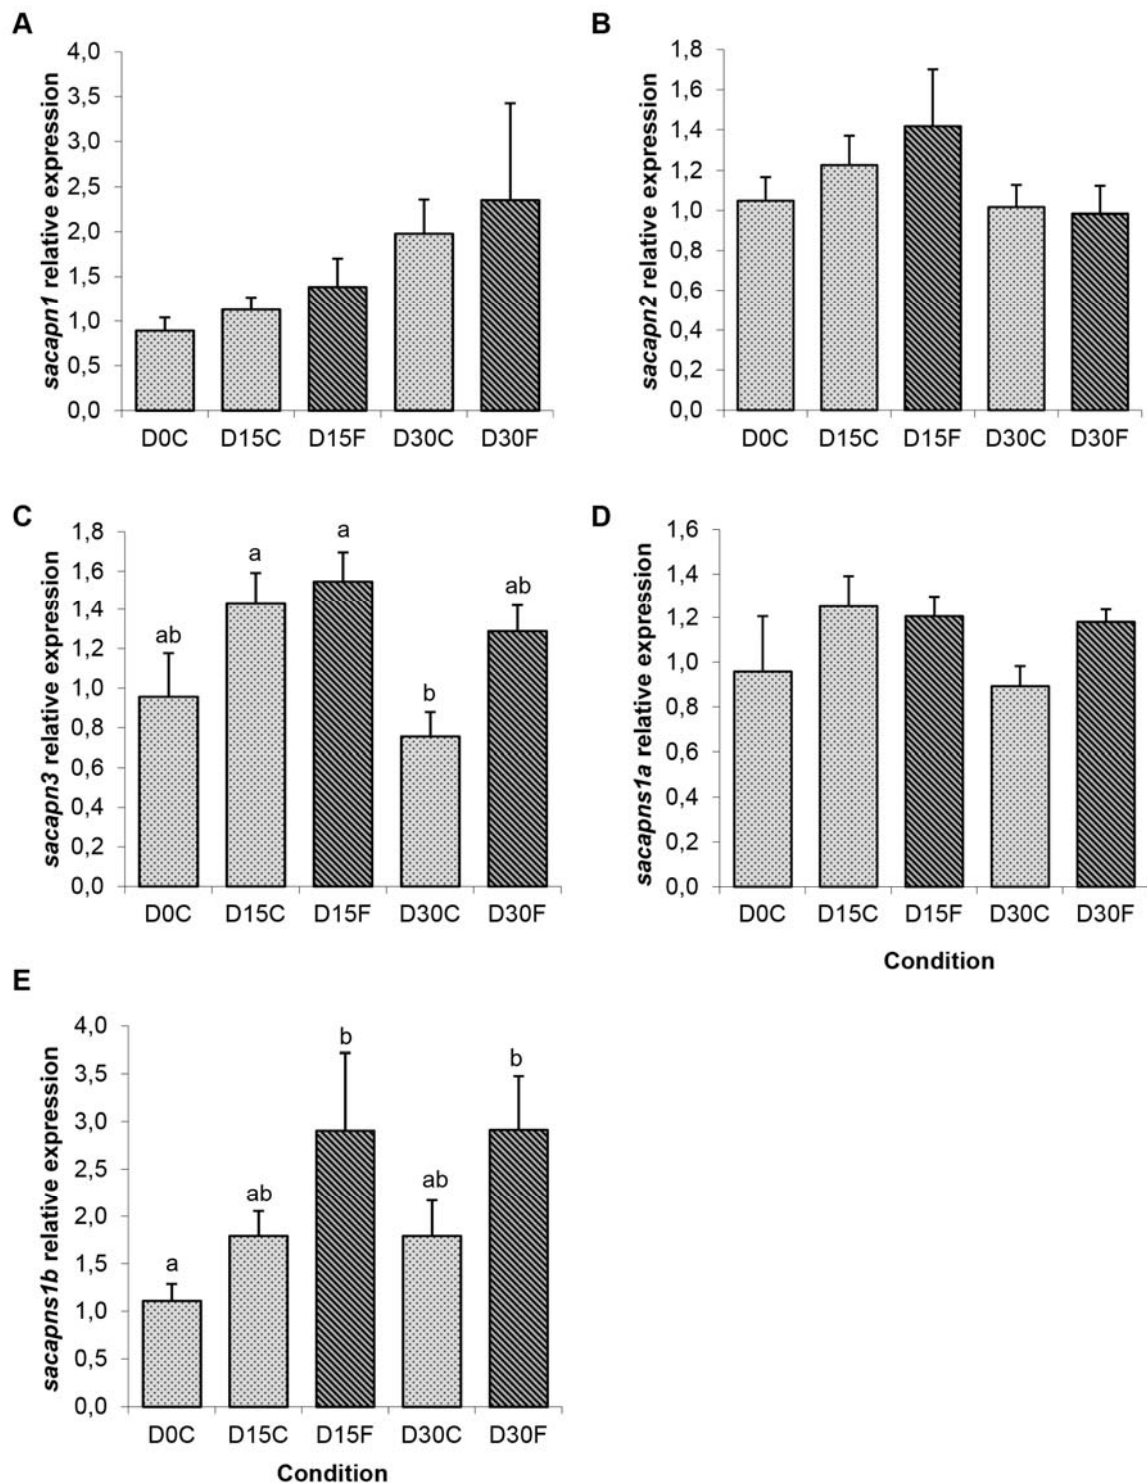 A
sacapn1 relative expression
4,0
3,5
3,0
2,5
2,0
1,5
1,0
0,5
0,0
D0C D15C D15F D30C D30F
B
sacapn2 relative expression
1,8
1,6
1,4
1,2
1,0
0,8
0,6
0,4
0,2
0,0
D0C D15C D15F D30C D30F
C
sacapn3 relative expression
1,8
1,6
1,4
1,2
1,0
0,8
0,6
0,4
0,2
0,0
ab a a b ab
D0C D15C D15F D30C D30F
D
sacapns1a relative expression
1,6
1,4
1,2
1,0
0,8
0,6
0,4
0,2
0,0
D0C D15C D15F D30C D30F
Condition
E
sacapns1b relative expression
4,0
3,5
3,0
2,5
2,0
1,5
1,0
0,5
0,0
a ab b ab b
D0C D15C D15F D30C D30F
Condition